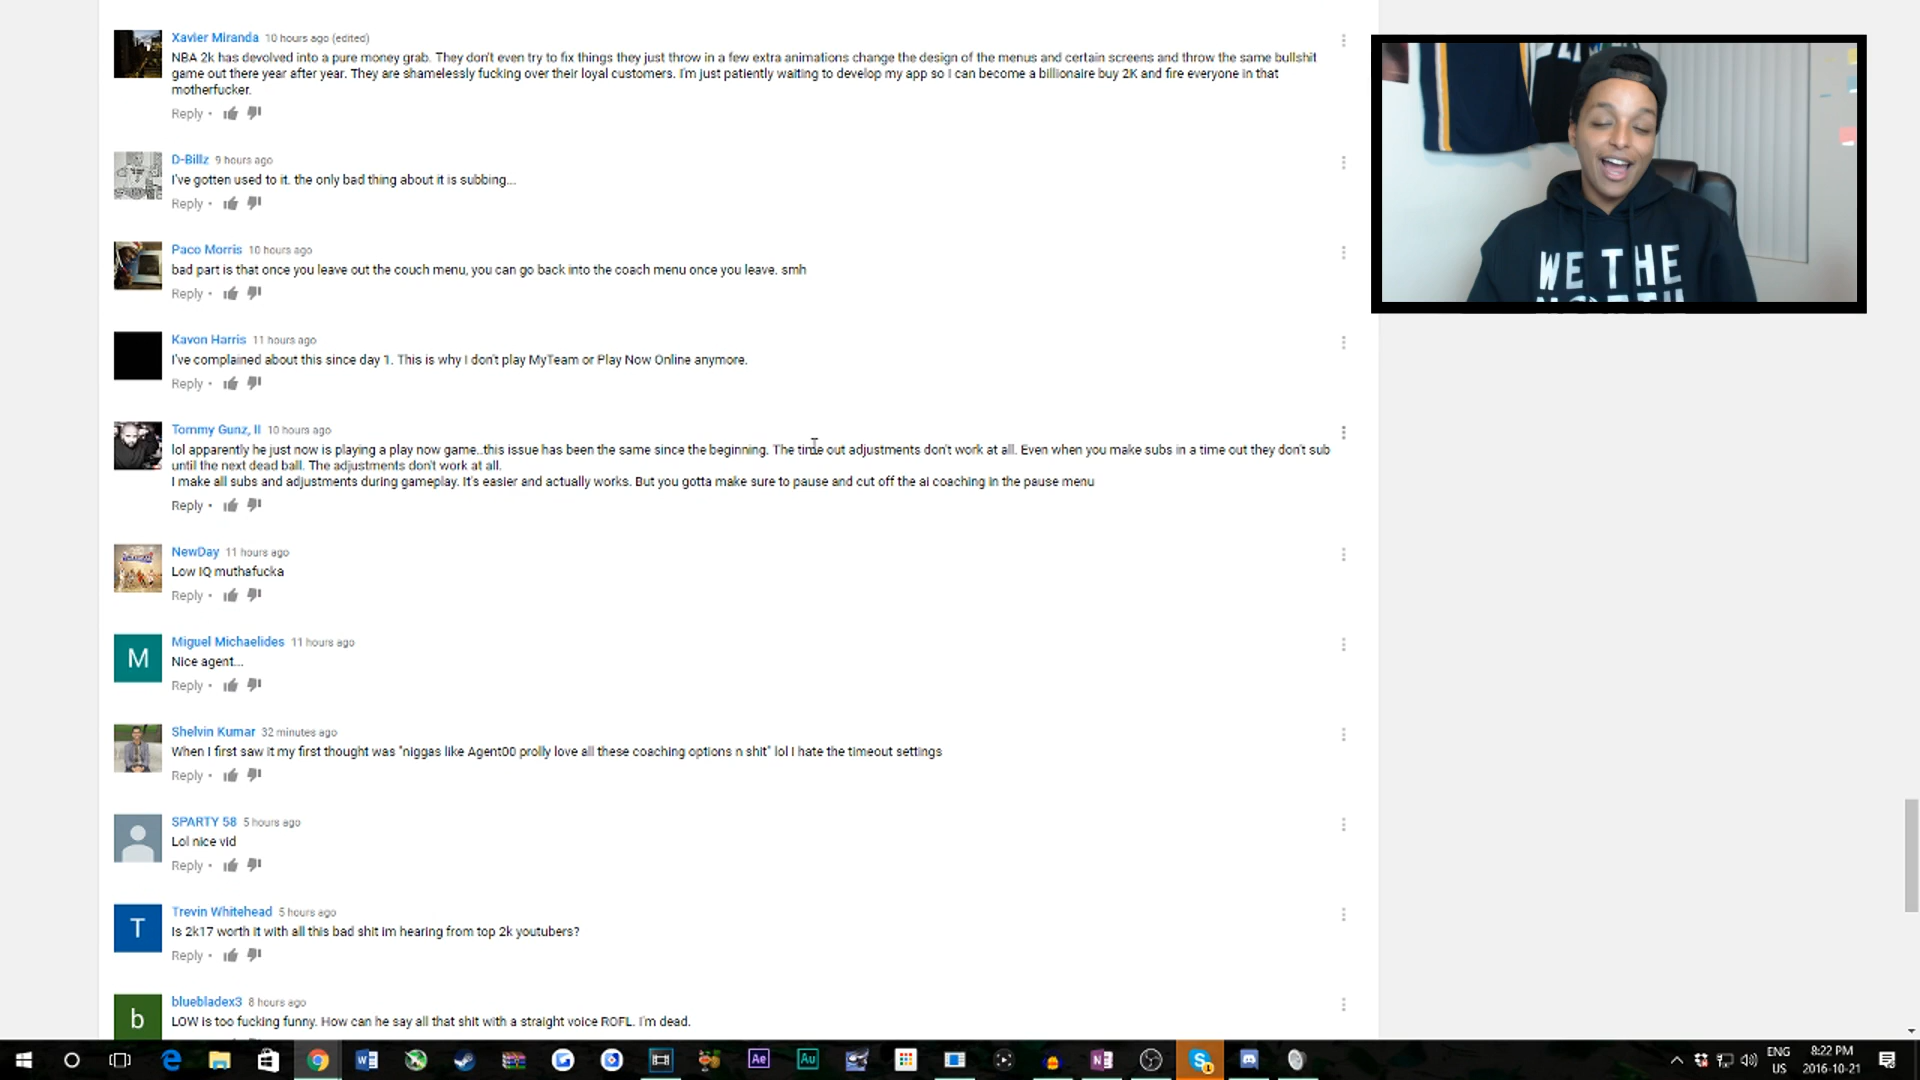 Xavier Miranda 10 hours ago (edited)
NBA 2k has devolved into a pure money grab. They don't even try to fix things they just throw in a few extra animations change the design of the menus and certain screens and throw the same bullshit
game out there year after year. They are shamelessly fucking over their loyal customers. I'm just patiently waiting to develop my app so I can become a billionaire buy 2K and fire everyone in that
motherfucker.
Reply •
WE THE
NORTH
D-Billz 9 hours ago
I've gotten used to it. the only bad thing about it is subbing...
Reply •
Paco Morris 10 hours ago
bad part is that once you leave out the couch menu, you can go back into the coach menu once you leave. smh
Reply •
Kavon Harris 11 hours ago
I've complained about this since day 1. This is why I don't play MyTeam or Play Now Online anymore.
Reply •
Tommy Gunz, II 10 hours ago
lol apparently he just now is playing a play now game..this issue has been the same since the beginning. The time out adjustments don't work at all. Even when you make subs in a time out they don't sub
until the next dead ball. The adjustments don't work at all.
I make all subs and adjustments during gameplay. It's easier and actually works. But you gotta make sure to pause and cut off the ai coaching in the pause menu
Reply •
NewDay 11 hours ago
Low IQ muthafucka
Reply •
M
Miguel Michaelides 11 hours ago
Nice agent...
Reply •
Shelvin Kumar 32 minutes ago
When I first saw it my first thought was "niggas like Agent00 prolly love all these coaching options n shit" lol I hate the timeout settings
Reply •
SPARTY 58 5 hours ago
Lol nice vid
Reply •
T
Trevin Whitehead 5 hours ago
Is 2k17 worth it with all this bad shit im hearing from top 2k youtubers?
Reply •
b
bluebladex3 8 hours ago
LOW is too fucking funny. How can he say all that shit with a straight voice ROFL. I'm dead.
Ae
Au
ENG
US
8:22 PM
2016-10-21